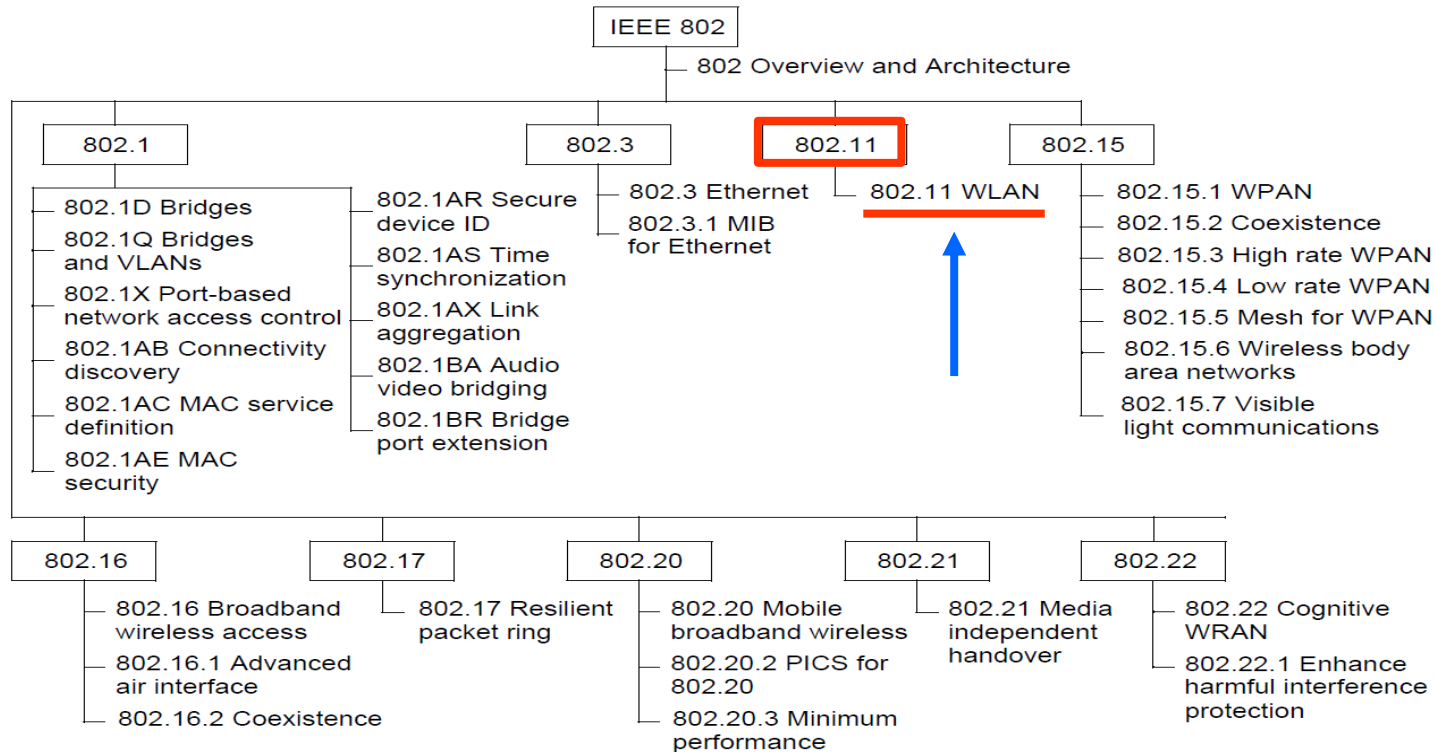 IEEE 802
802 Overview and Architecture
802.1
802.1D Bridges
802.1Q Bridges
and VLANs
802.1X Port-based
network access control
802.1AB Connectivity
discovery
802.1AC MAC service
definition
802.1AE MAC
security
802.1AR Secure
device ID
802.1AS Time
synchronization
802.1AX Link
aggregation
802.1BA Audio
video bridging
802.1BR Bridge
port extension
802.3
802.3 Ethernet
802.3.1 MIB
for Ethernet
802.11
802.11 WLAN
802.15
802.15.1 WPAN
802.15.2 Coexistence
802.15.3 High rate WPAN
802.15.4 Low rate WPAN
802.15.5 Mesh for WPAN
802.15.6 Wireless body
area networks
802.15.7 Visible
light communications
802.16
802.16 Broadband
wireless access
802.16.1 Advanced
air interface
802.16.2 Coexistence
802.17
802.17 Resilient
packet ring
802.20
802.20 Mobile
broadband wireless
802.20.2 PICS for
802.20
802.20.3 Minimum
performance
802.21
802.21 Media
independent
handover
802.22
802.22 Cognitive
WRAN
802.22.1 Enhance
harmful interference
protection